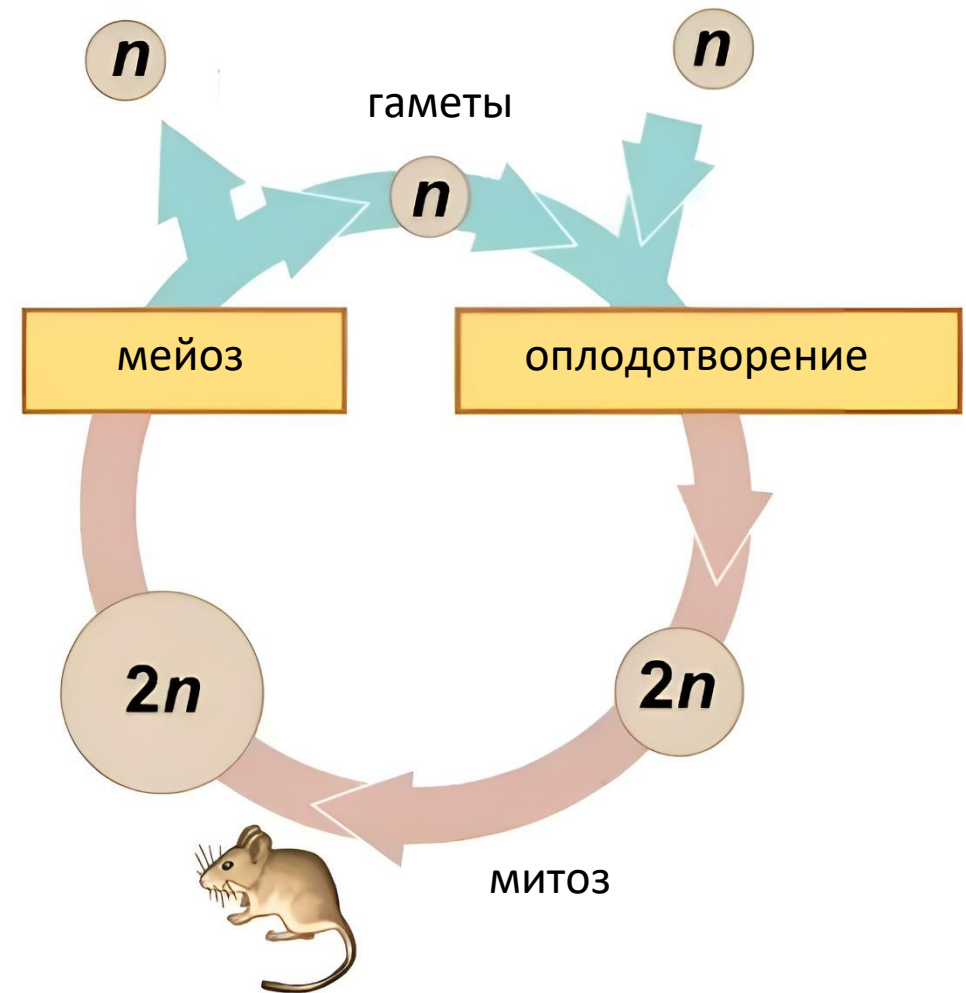 n
n
гаметы
n
мейоз
оплодотворение
2n
2n
митоз